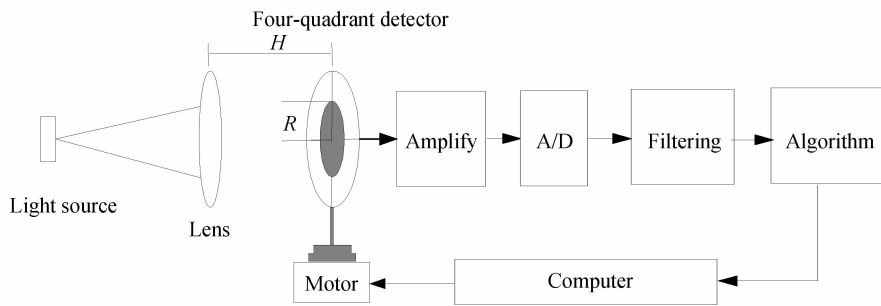 Four-quadrant detector
H
R
Amplify
A/D
Filtering
Algorithm
Light source
Lens
Motor
Computer